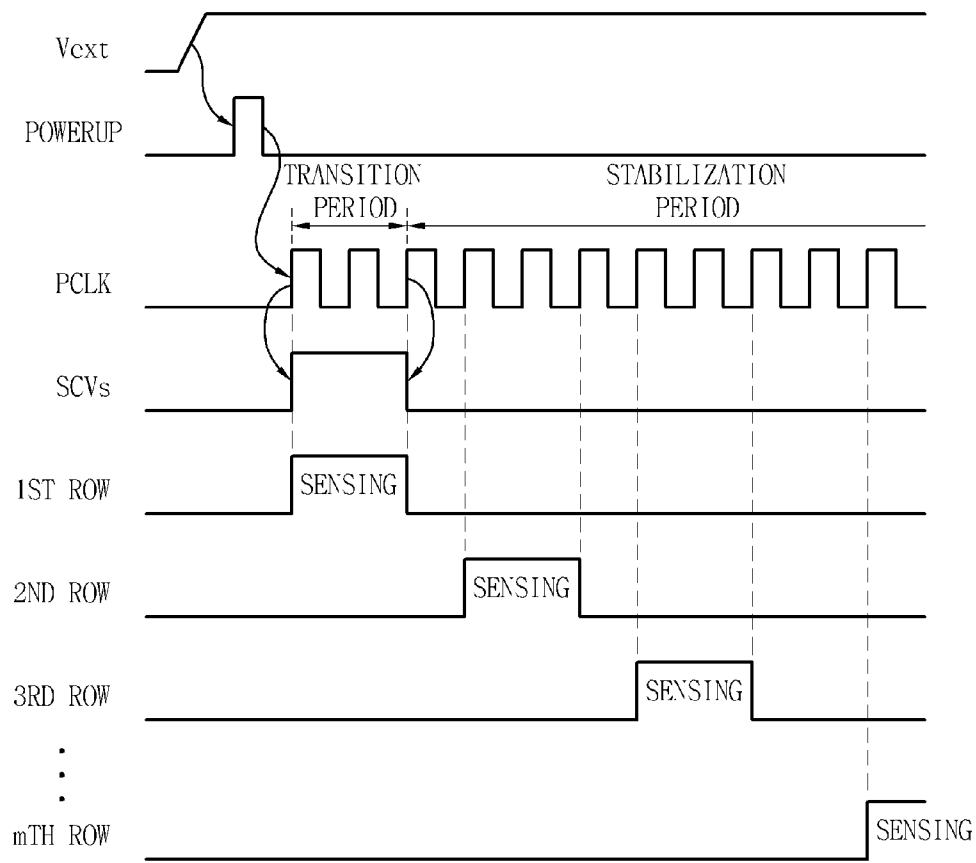 Vext
POWERUP
TRANSITION
PERIOD
STABILIZATION
PERIOD
PCLK
SCVs
1ST ROW
SENSING
2ND ROW
SENSING
3RD ROW
SENSING
mTH ROW
SENSING